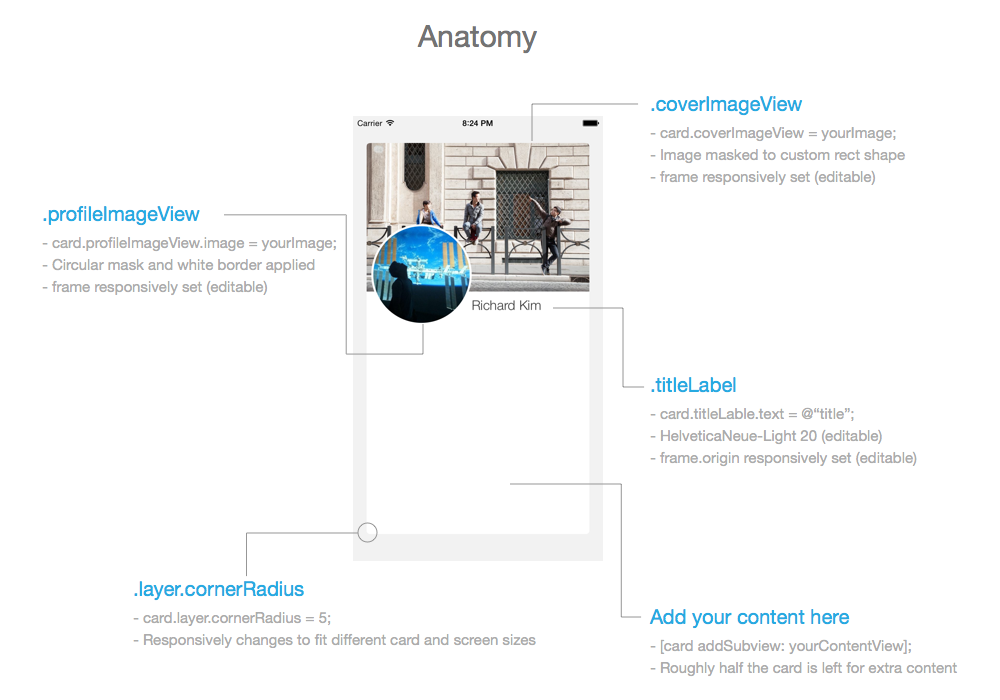 Anatomy
.coverImageView
- card.coverImageView = yourImage;
- Image masked to custom rect shape
- frame responsively set (editable)
Carrier
8:24 PM
.profileImageView
- card.profileImageView.image = yourImage;
- Circular mask and white border applied
- frame responsively set (editable)
Richard Kim
.titleLabel
- card.titleLable.text = @“title”;
- HelveticaNeue-Light 20 (editable)
- frame.origin responsively set (editable)
.layer.cornerRadius
- card.layer.cornerRadius = 5;
- Responsively changes to fit different card and screen sizes
Add your content here
- [card addSubview: yourContentView];
- Roughly half the card is left for extra content